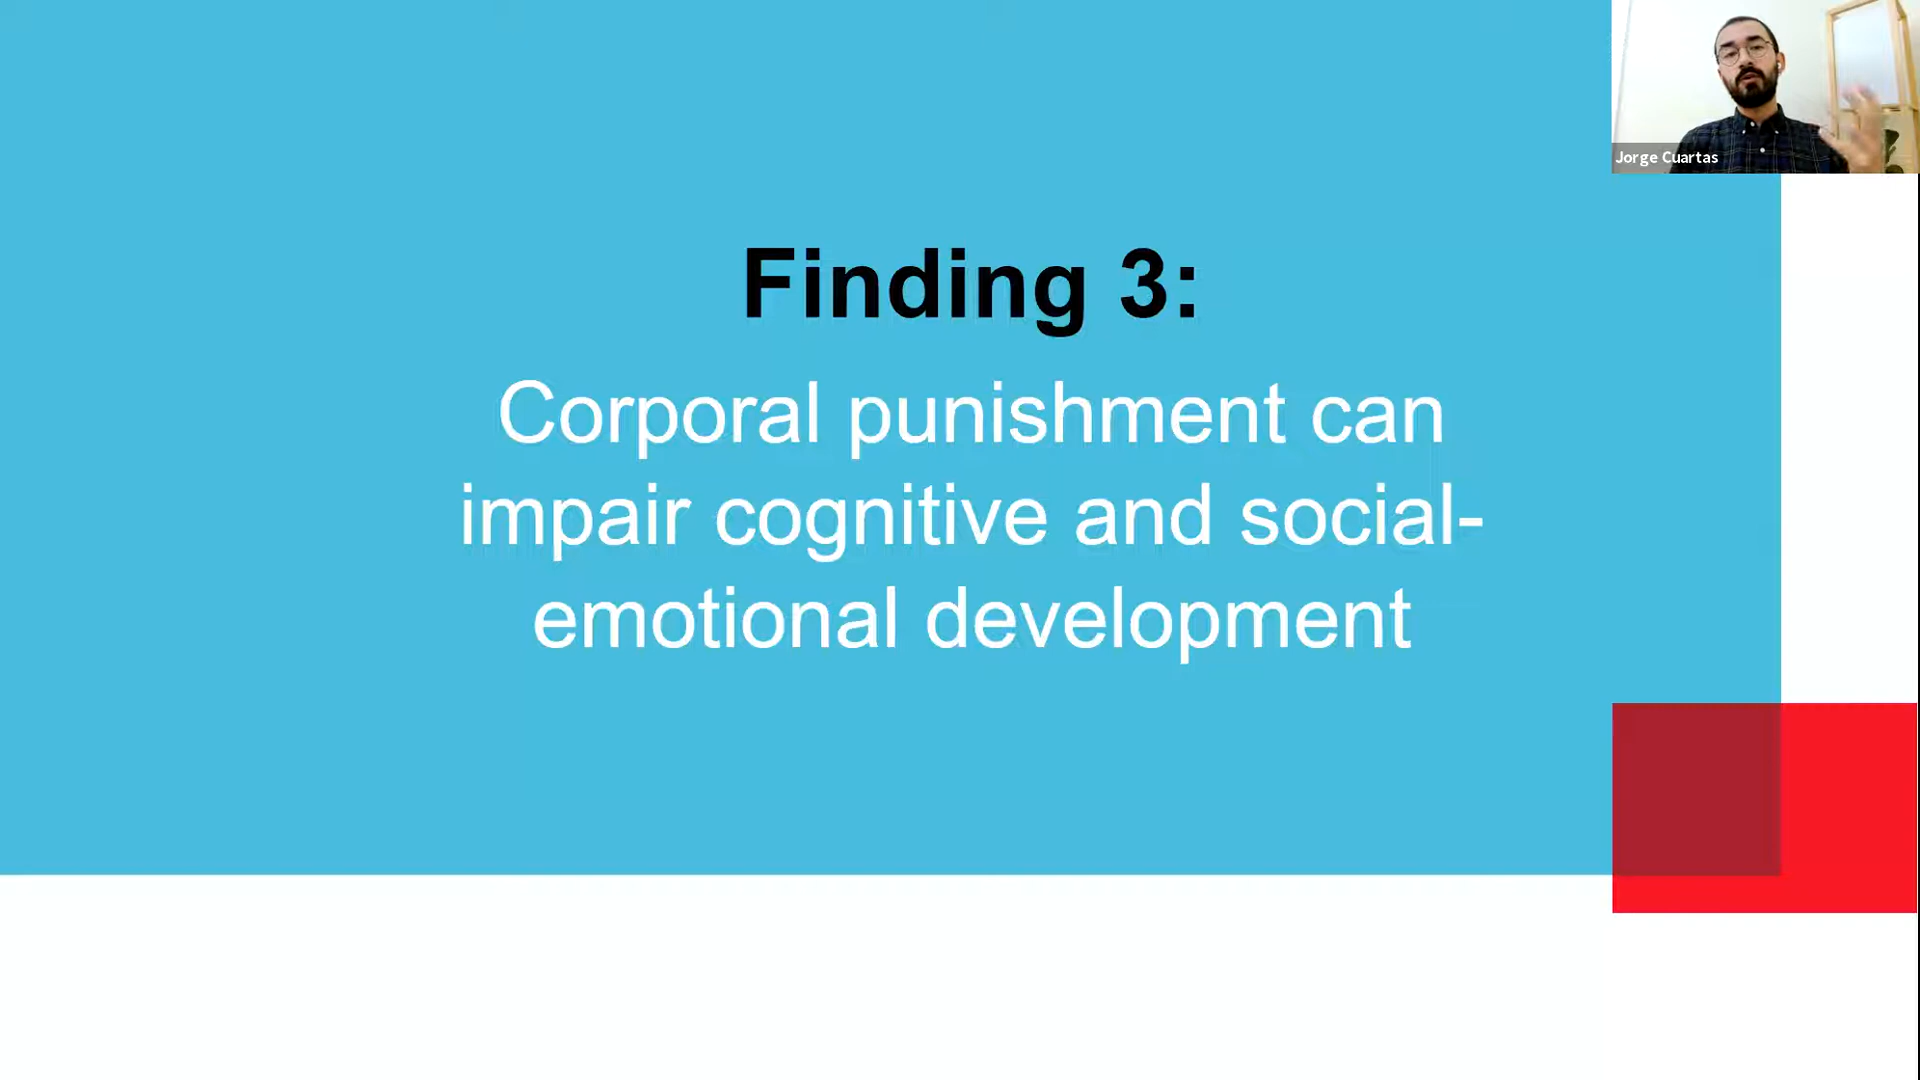 Jorge Cuartas
Finding 3:
Corporal punishment can
impair cognitive and social-
emotional development